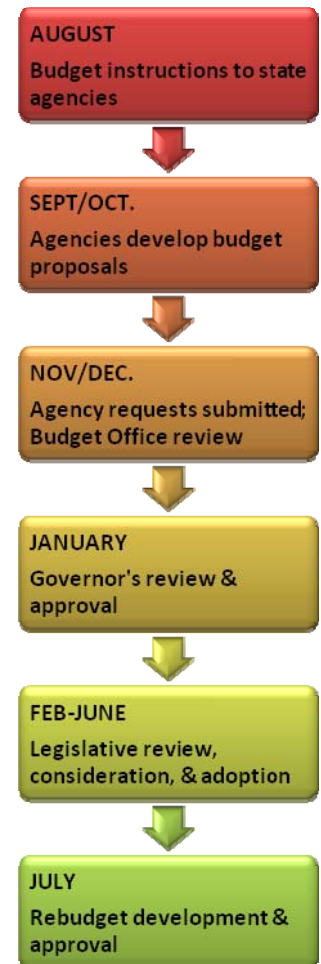 AUGUST
Budget instructions to state
agencies
SEPT/OCT.
Agencies develop budget
proposals
NOV/DEC.
Agency requests submitted;
Budget Office review
JANUARY
Governor's review &
approval
FEB-JUNE
Legislative review,
consideration, & adoption
JULY
Rebudget development &
approval